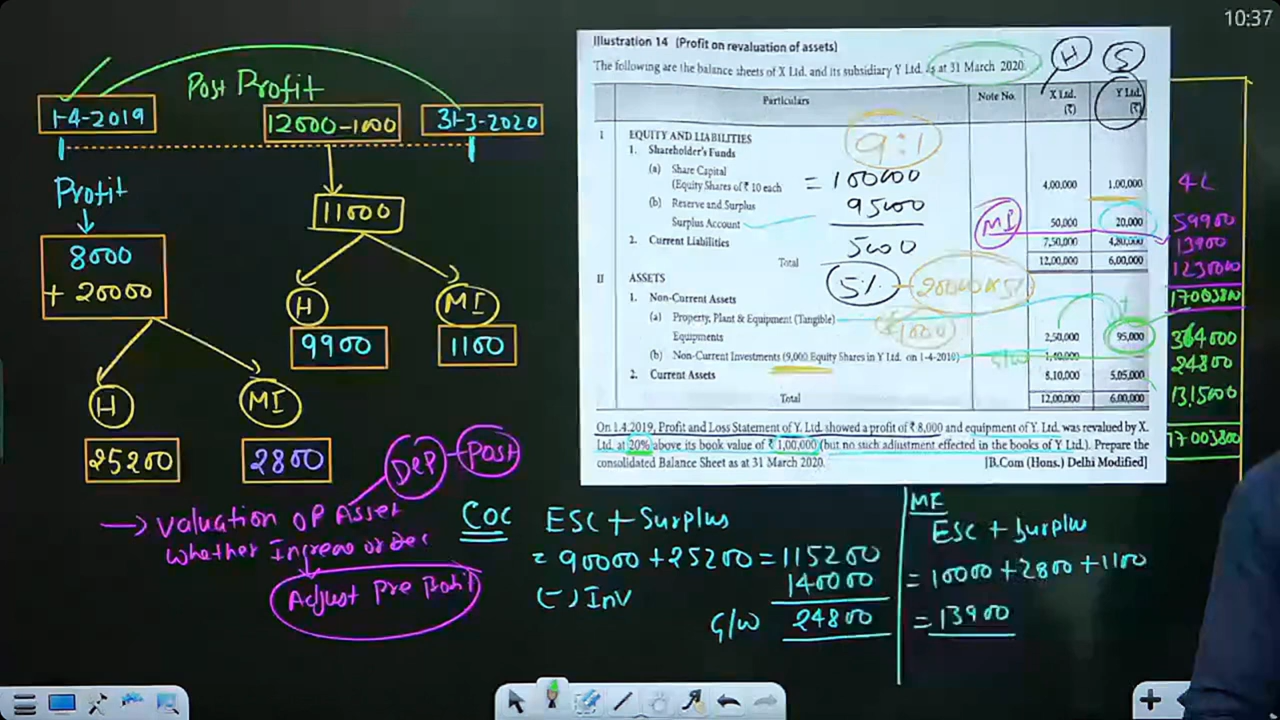 10:37
Post Profit
1-4-2019
12000-1000
31-3-2020
Profit
8000
+ 20000
11000
H
MI
9900
1100
H
MI
25200
2800
Dep - Post
→ Valuation of Asset
whether Increas or Dec
Adjust Pre Profit
Illustration 14 (Profit on revaluation of assets)
The following are the balance sheets of X Ltd. and its subsidiary Y Ltd. as at 31 March 2020.
H
S
Particulars Note No. X Ltd. (₹) Y Ltd. (₹)
9:1
I EQUITY AND LIABILITIES
1. Shareholder's Funds
(a) Share Capital
(Equity Shares of ₹ 10 each 4,00,000 1,00,000
(b) Reserve and Surplus
Surplus Account 50,000 20,000
2. Current Liabilities 7,50,000 4,80,000
Total 12,00,000 6,00,000
II ASSETS
1. Non-Current Assets
(a) Property, Plant & Equipment (Tangible)
Equipments 2,50,000 95,000
(b) Non-Current Investments (9,000 Equity Shares in Y Ltd. on 1-4-2019) 1,40,000
2. Current Assets 8,10,000 5,05,000
Total 12,00,000 6,00,000
On 1.4.2019, Profit and Loss Statement of Y. Ltd. showed a profit of ₹ 8,000 and equipment of Y Ltd. was revalued by X.
Ltd. at 20% above its book value of ₹ 1,00,000 (but no such adjustment effected in the books of Y Ltd.). Prepare the
consolidated Balance Sheet as at 31 March 2020. [B.Com (Hons.) Delhi Modified]
= 100000
95000
5000
5%
20000x5%
1000
MI
4L
59900
13900
1230000
17003800
24800
1315000
17003800
COC ESC + Surplus
= 90000 + 25200 = 115200
(-) Inv 140000
G/W 24800
MI
ESC + Surplus
= 10000 + 2800 + 1100
= 13900